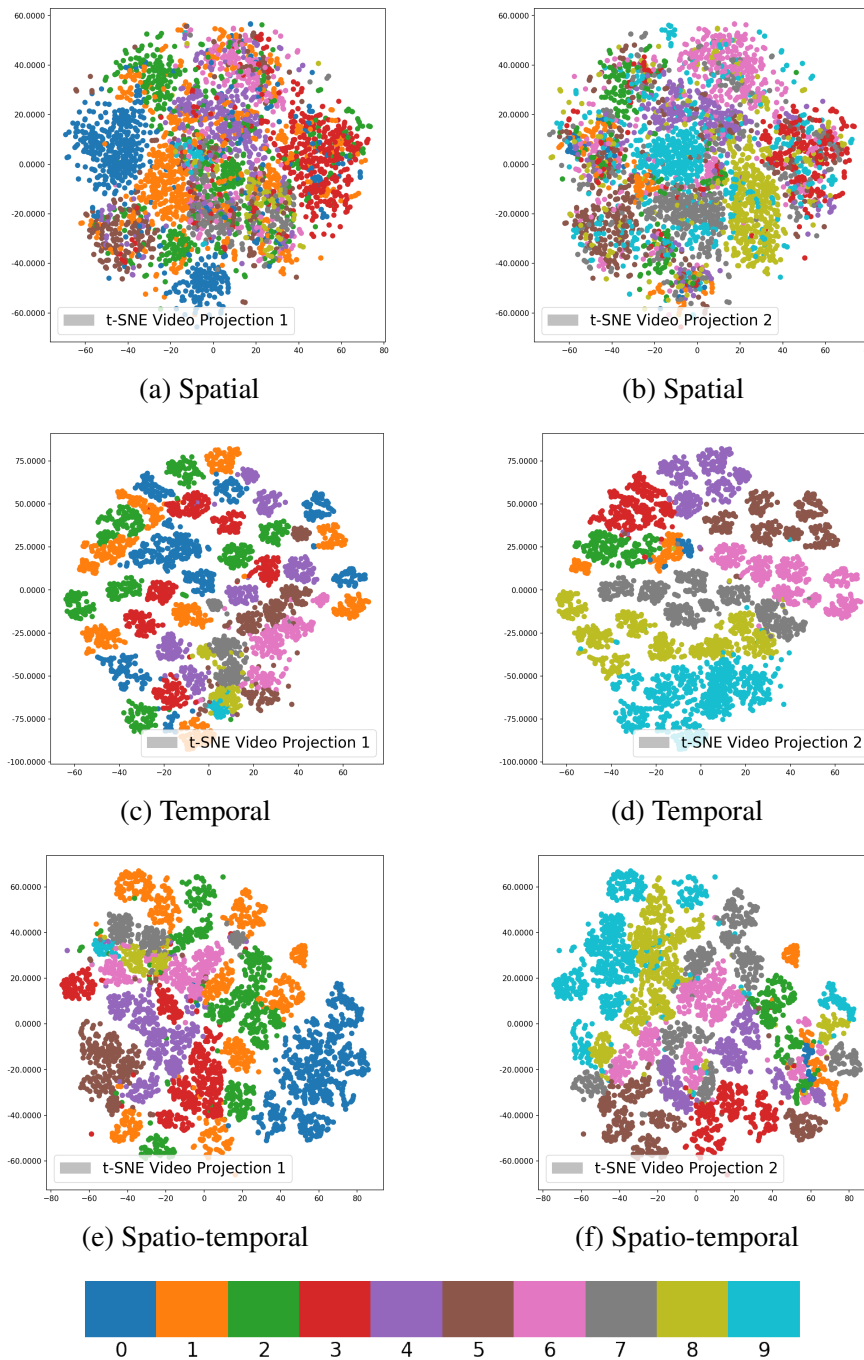 60.0000
40.0000
20.0000
0.0000
-20.0000
-40.0000
-60.0000
t-SNE Video Projection 1
-60 -40 -20 0 20 40 60 80
(a) Spatial
60.0000
40.0000
20.0000
0.0000
-20.0000
-40.0000
-60.0000
t-SNE Video Projection 2
-60 -40 -20 0 20 40 60
(b) Spatial
75.0000
50.0000
25.0000
0.0000
-25.0000
-50.0000
-75.0000
-100.0000
t-SNE Video Projection 1
-60 -40 -20 0 20 40 60
(c) Temporal
75.0000
50.0000
25.0000
0.0000
-25.0000
-50.0000
-75.0000
-100.0000
t-SNE Video Projection 2
-60 -40 -20 0 20 40 60
(d) Temporal
60.0000
40.0000
20.0000
0.0000
-20.0000
-40.0000
-60.0000
t-SNE Video Projection 1
-80 -60 -40 -20 0 20 40 60 80
(e) Spatio-temporal
60.0000
40.0000
20.0000
0.0000
-20.0000
-40.0000
-60.0000
t-SNE Video Projection 2
-80 -60 -40 -20 0 20 40 60 80
(f) Spatio-temporal
0 1 2 3 4 5 6 7 8 9